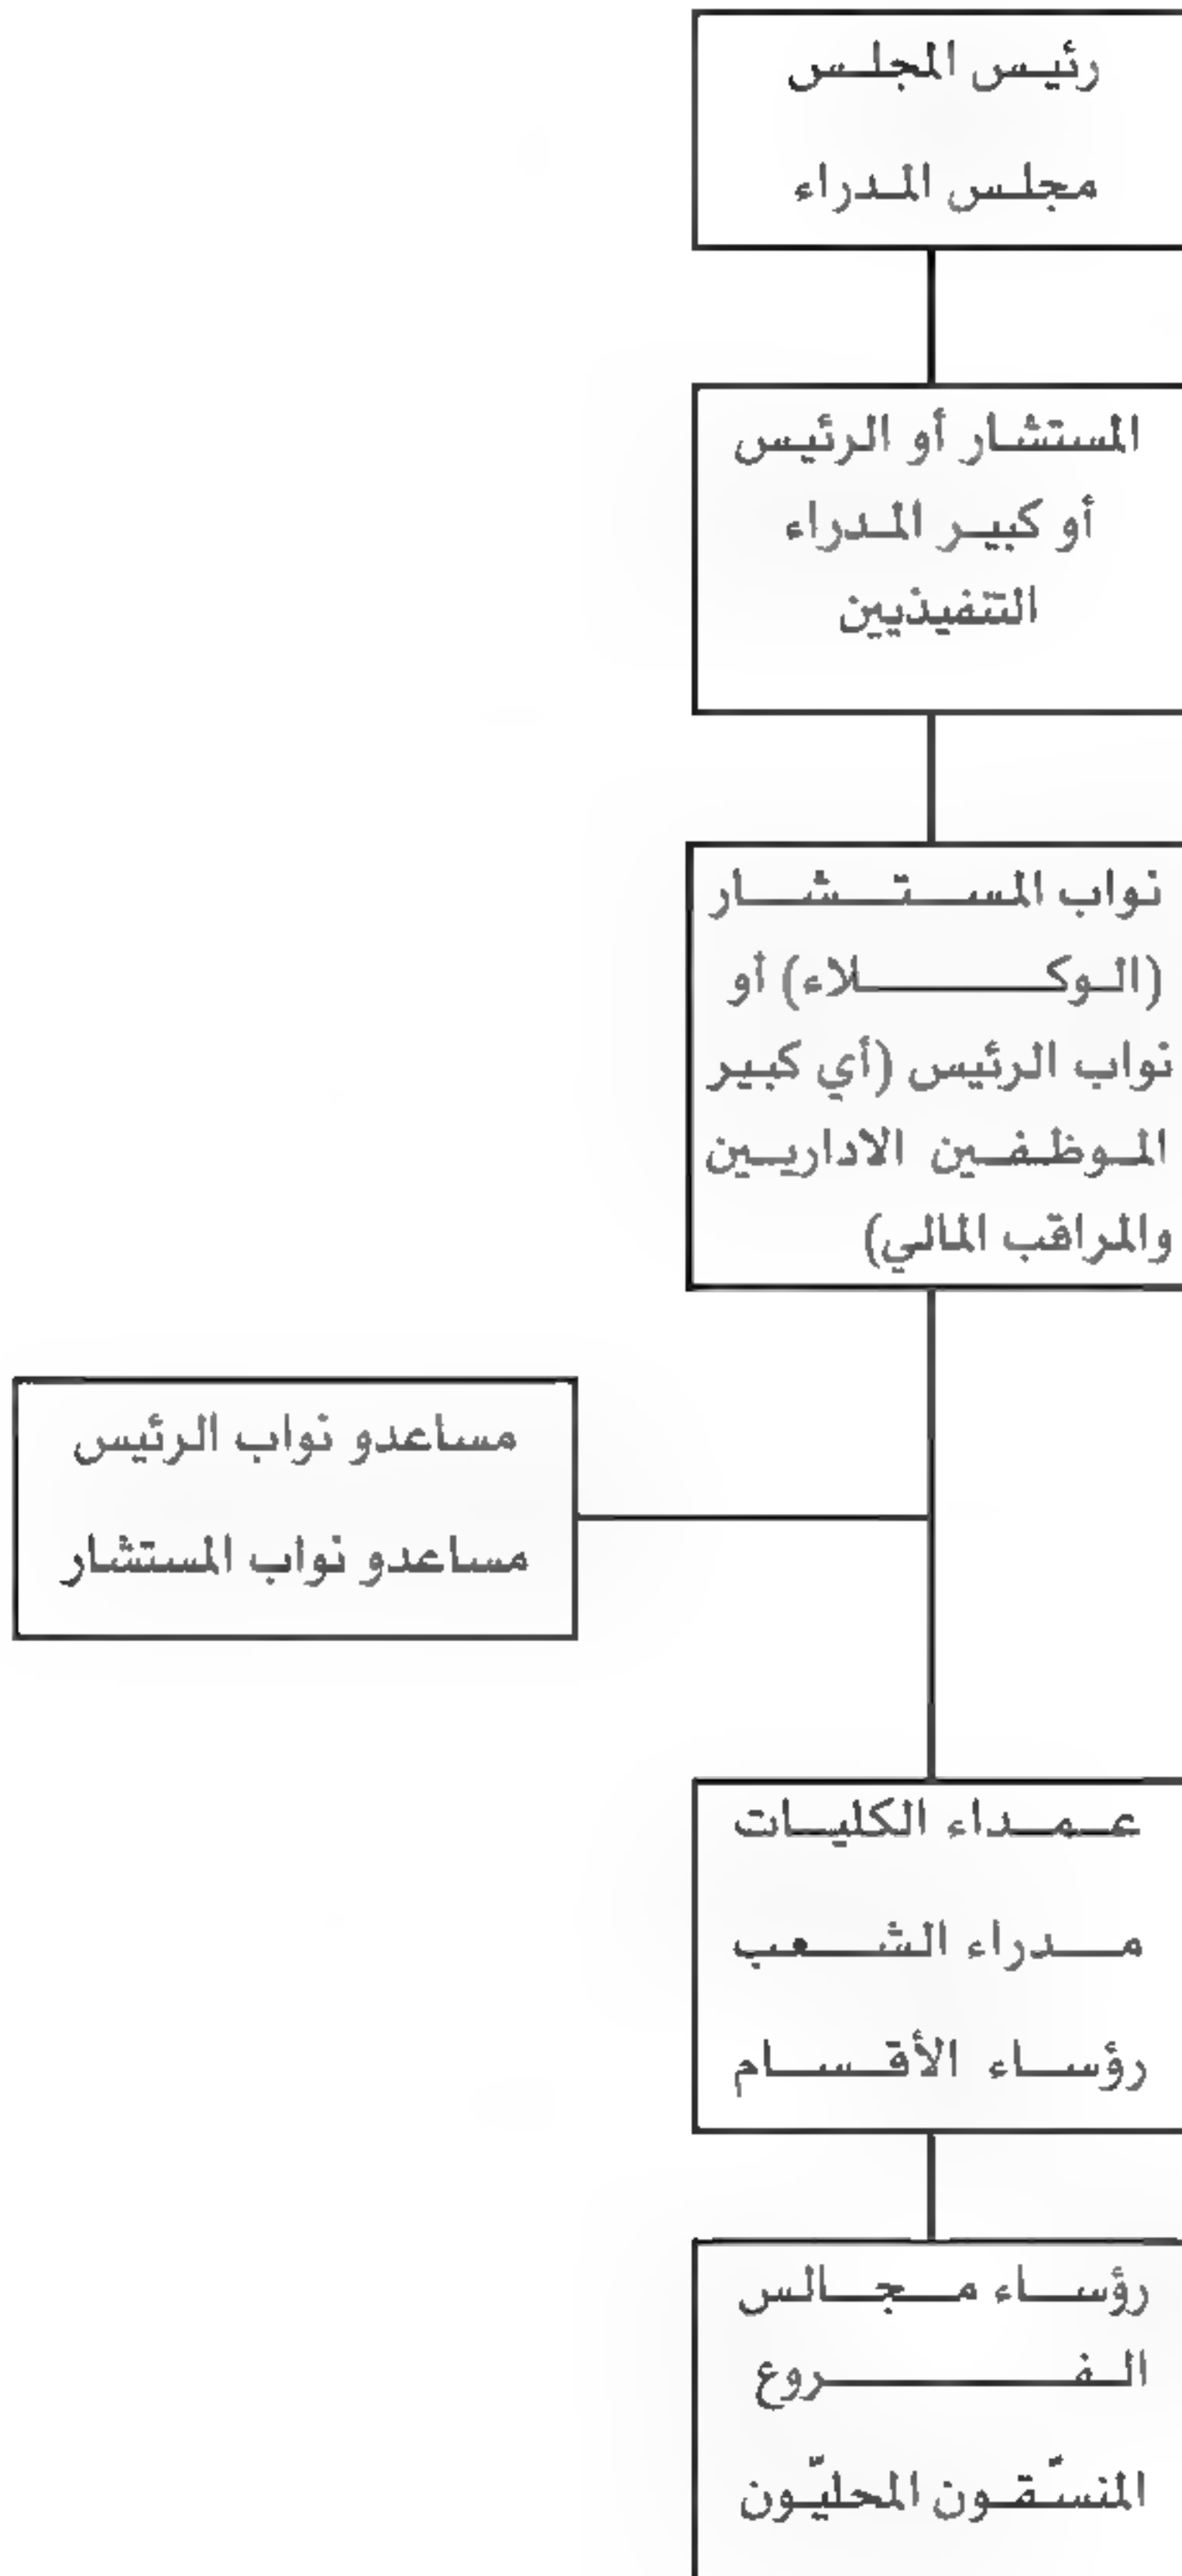 رئيس المجلس
مجلس المدراء
المستشار أو الرئيس
أو كبير المدراء
التنفيذيين
نواب المستشار
(الوكلاء) أو
نواب الرئيس (أي كبير
الموظفين الاداريين
والمراقب المالي)
مساعدو نواب الرئيس
مساعدو نواب المستشار
عمداء الكليات
مدراء الشعب
رؤساء الأقسام
رؤساء مجالس
الفروع
المنسّقون المحليّون